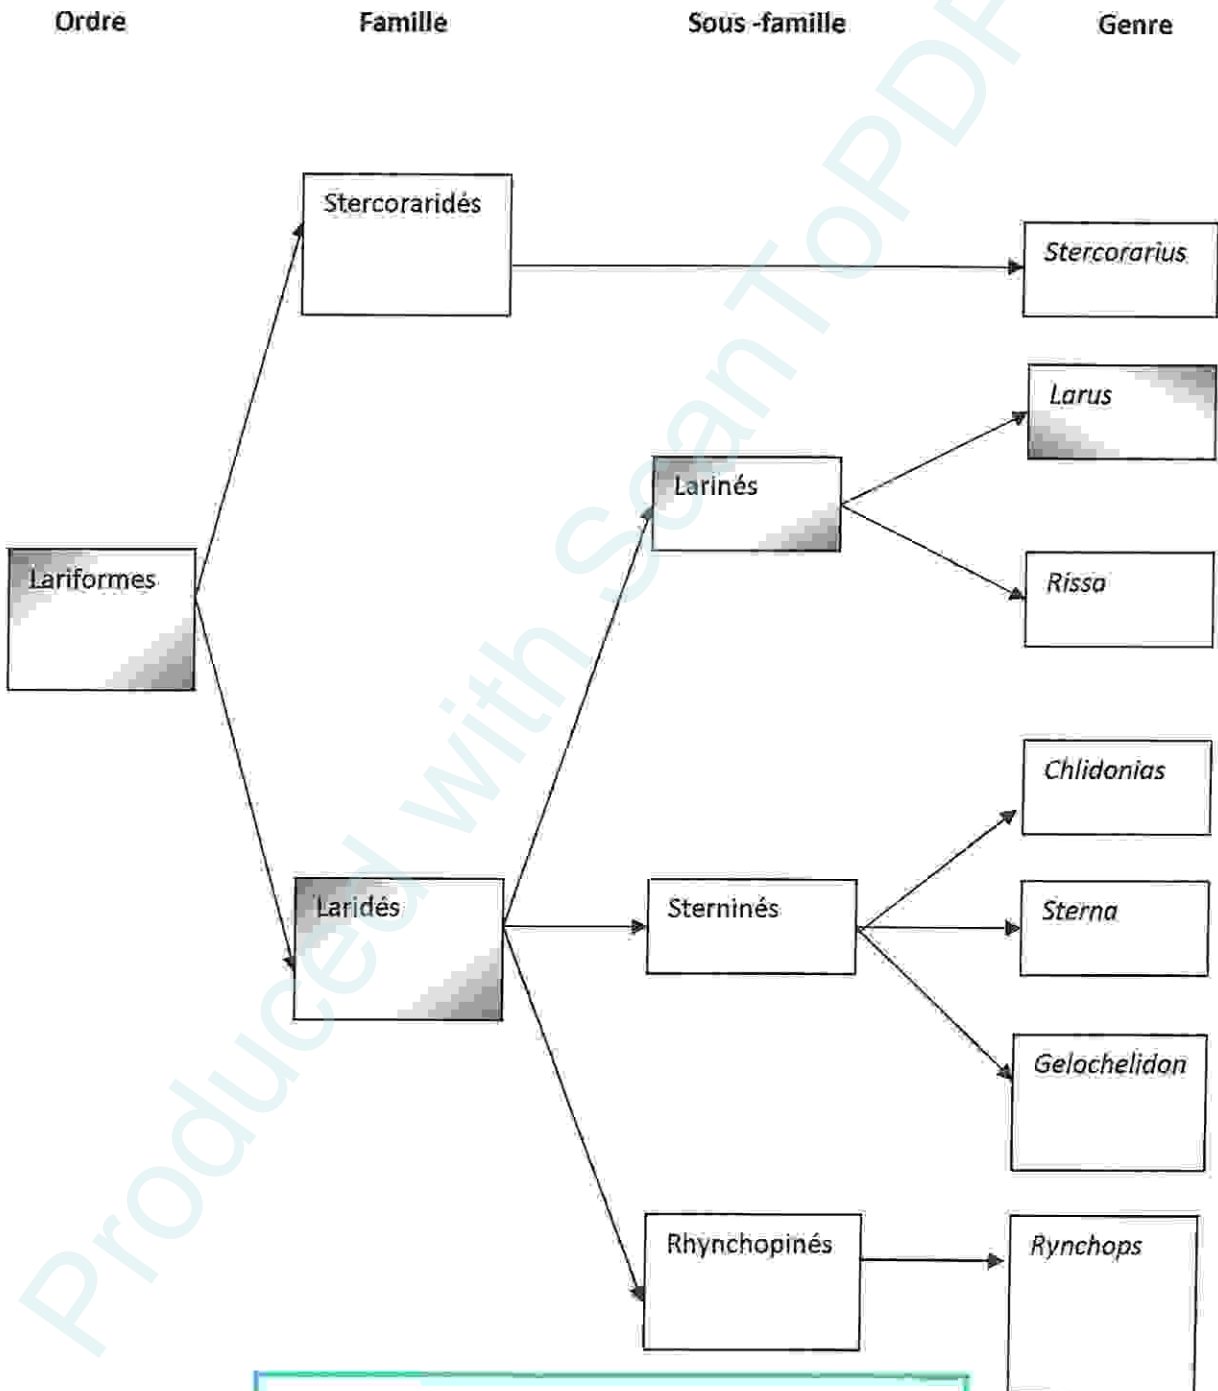 Ordre Famille Sous -famille Genre
Stercoraridés
Stercorarius
Larus
Larinés
Lariformes
Rissa
Chlidonias
Laridés
Sterninés
Sterna
Gelochelidon
Rhynchopinés
Rynchops
Produced with ScanToPDF